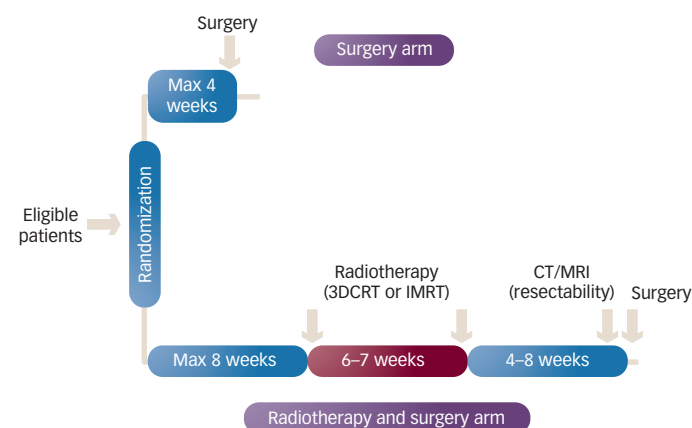 Surgery
Surgery arm
Max 4
weeks
Eligible
patients
Randomization
Radiotherapy
(3DCRT or IMRT)
CT/MRI
(resectability)
Surgery
Max 8 weeks
6–7 weeks
4–8 weeks
Radiotherapy and surgery arm